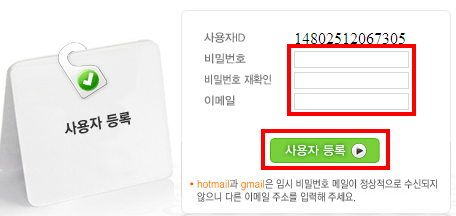 사용자 등록
사용자ID 14802512067305
비밀번호
비밀번호 재확인
이메일
사용자 등록
• hotmail과 gmail은 임시 비밀번호 메일이 정상적으로 수신되지
않으니 다른 이메일 주소를 입력해 주세요.